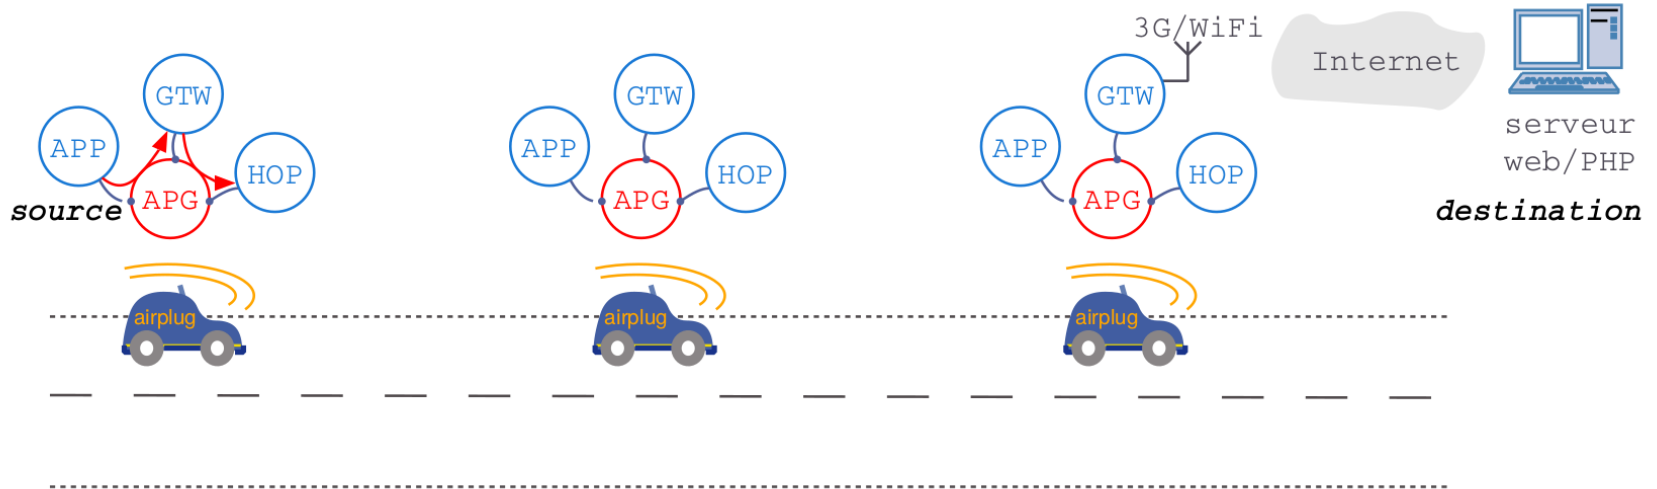 3G/WiFi
Internet
serveur
web/PHP
destination
GTW
APP
HOP
APG
source
GTW
APP
HOP
APG
GTW
APP
HOP
APG
airplug
airplug
airplug